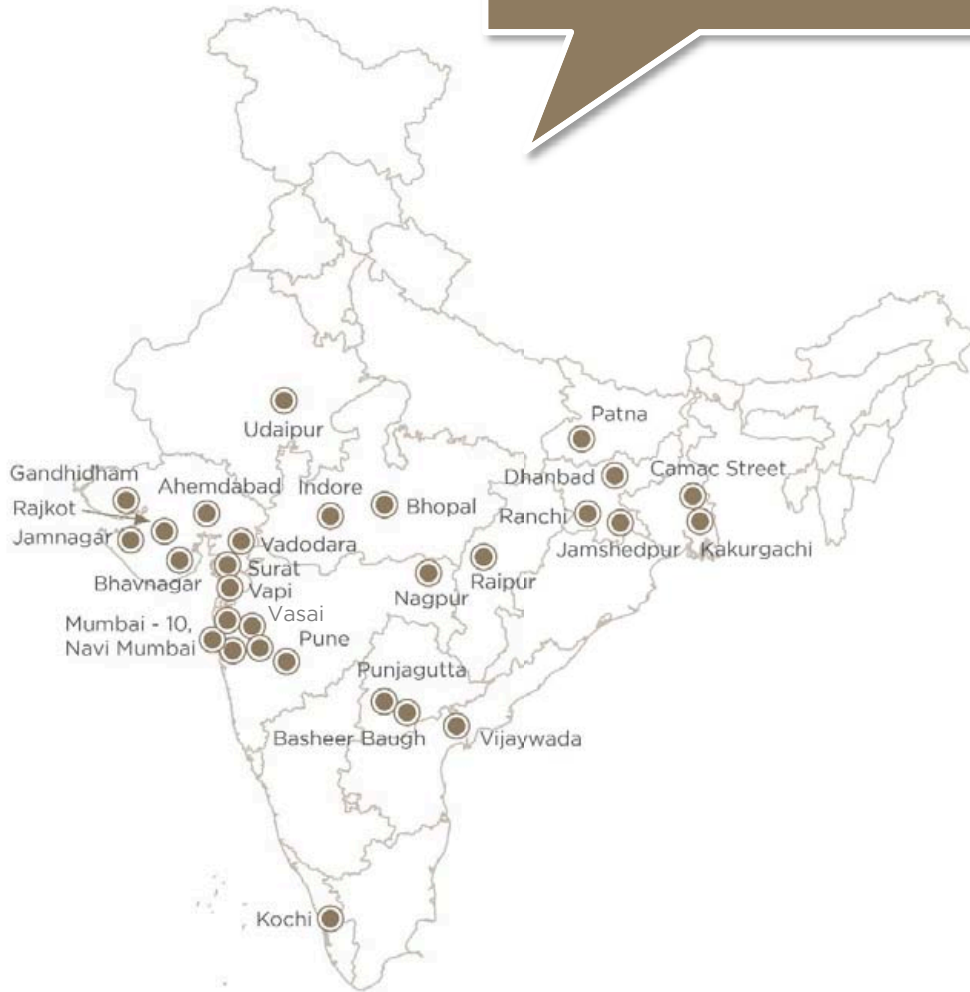 Patna
Udaipur
Dhanbad
Camac Street
Gandhidham
Ahemdabad
Indore
Bhopal
Rajkot
Ranchi
Jamnagar
Vadodara
Jamshedpur
Kakurgachi
Bhavnagar
Surat
Raipur
Nagpur
Vapi
Vasai
Mumbai - 10,
Navi Mumbai
Pune
Punjagutta
Basheer Baugh
Vijaywada
Kochi